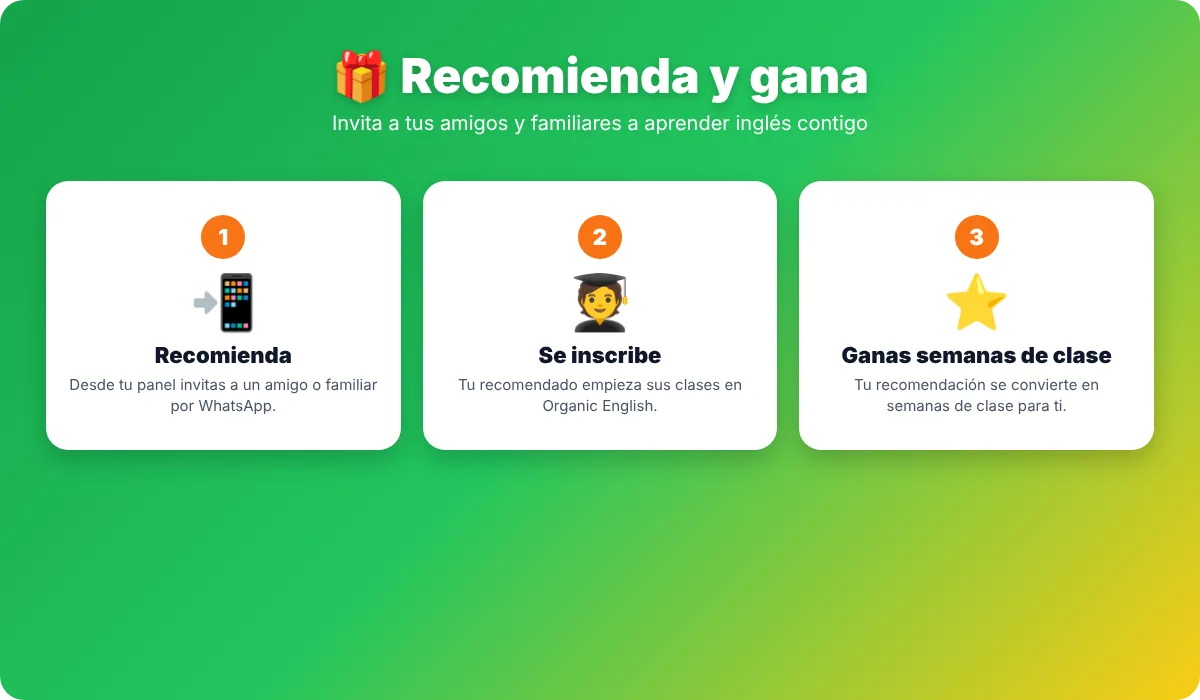 🎁 Recomienda y gana
Invita a tus amigos y familiares a aprender inglés contigo
1
Recomienda
Desde tu panel invitas a un amigo o familiar
por WhatsApp.
2
Se inscribe
Tu recomendado empieza sus clases en
Organic English.
3
Ganas semanas de clase
Tu recomendación se convierte en
semanas de clase para ti.